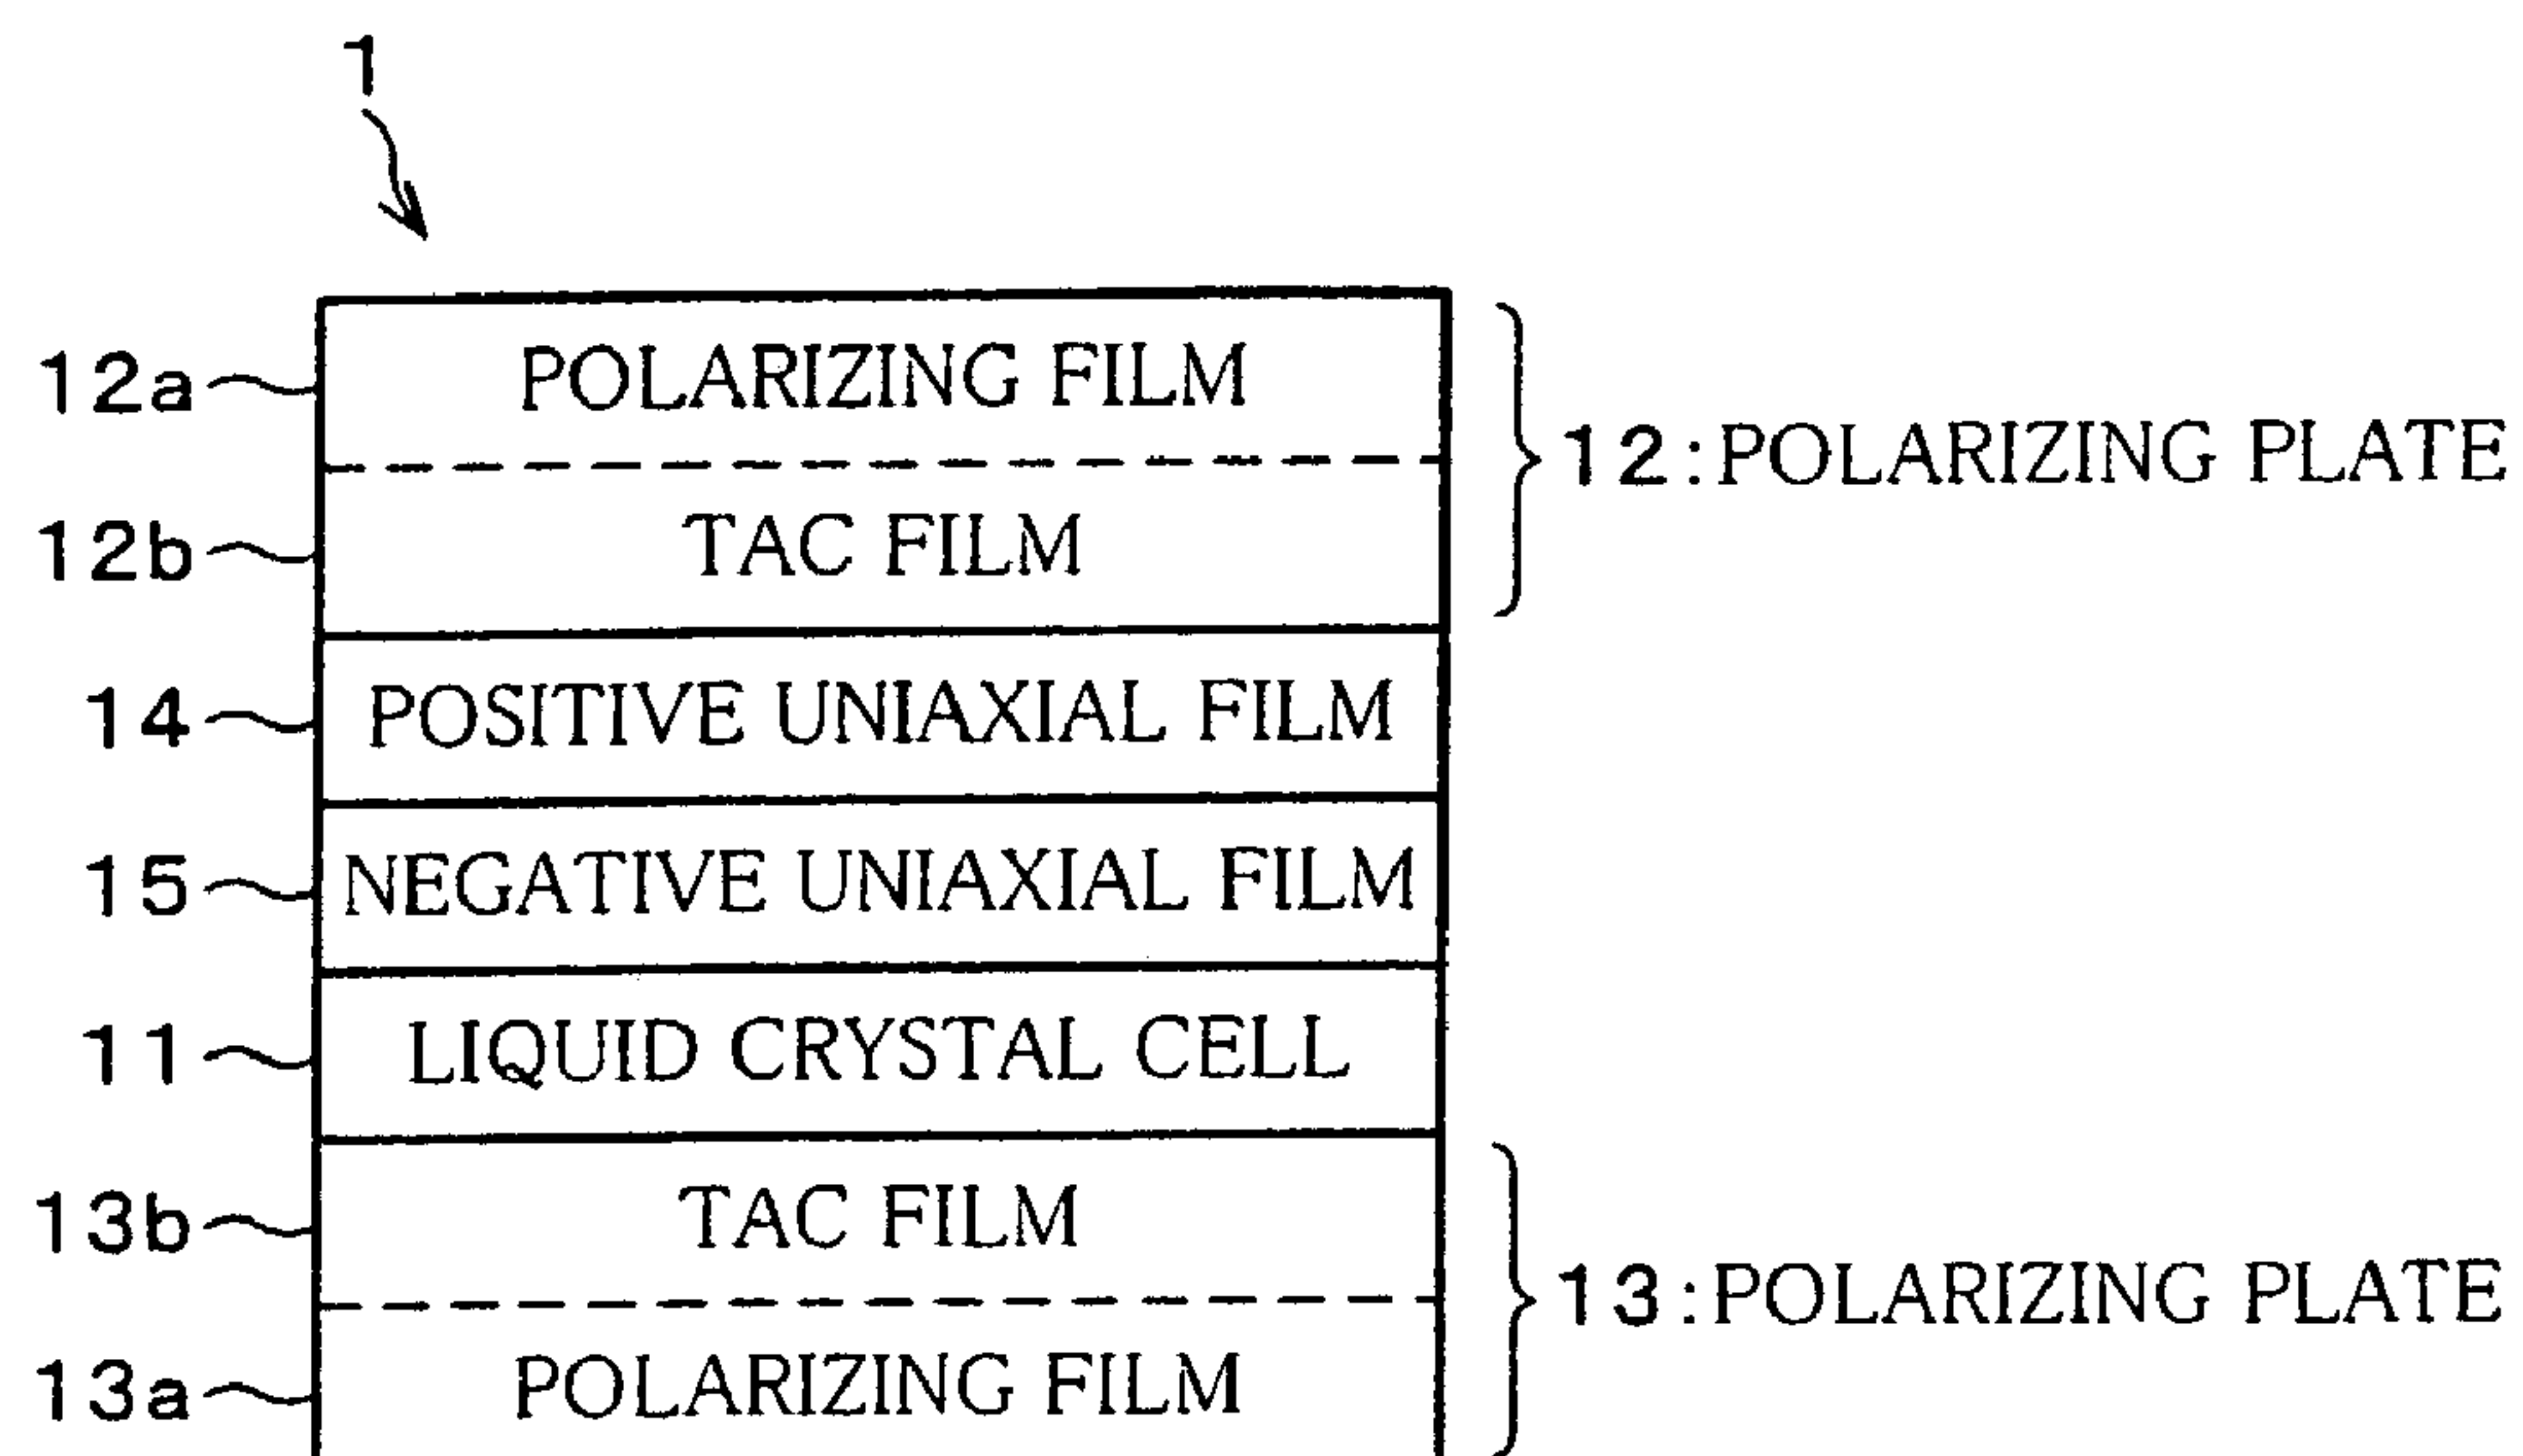 1
12a POLARIZING FILM
12: POLARIZING PLATE
12b TAC FILM
14 POSITIVE UNIAXIAL FILM
15 NEGATIVE UNIAXIAL FILM
11 LIQUID CRYSTAL CELL
13b TAC FILM
13: POLARIZING PLATE
13a POLARIZING FILM